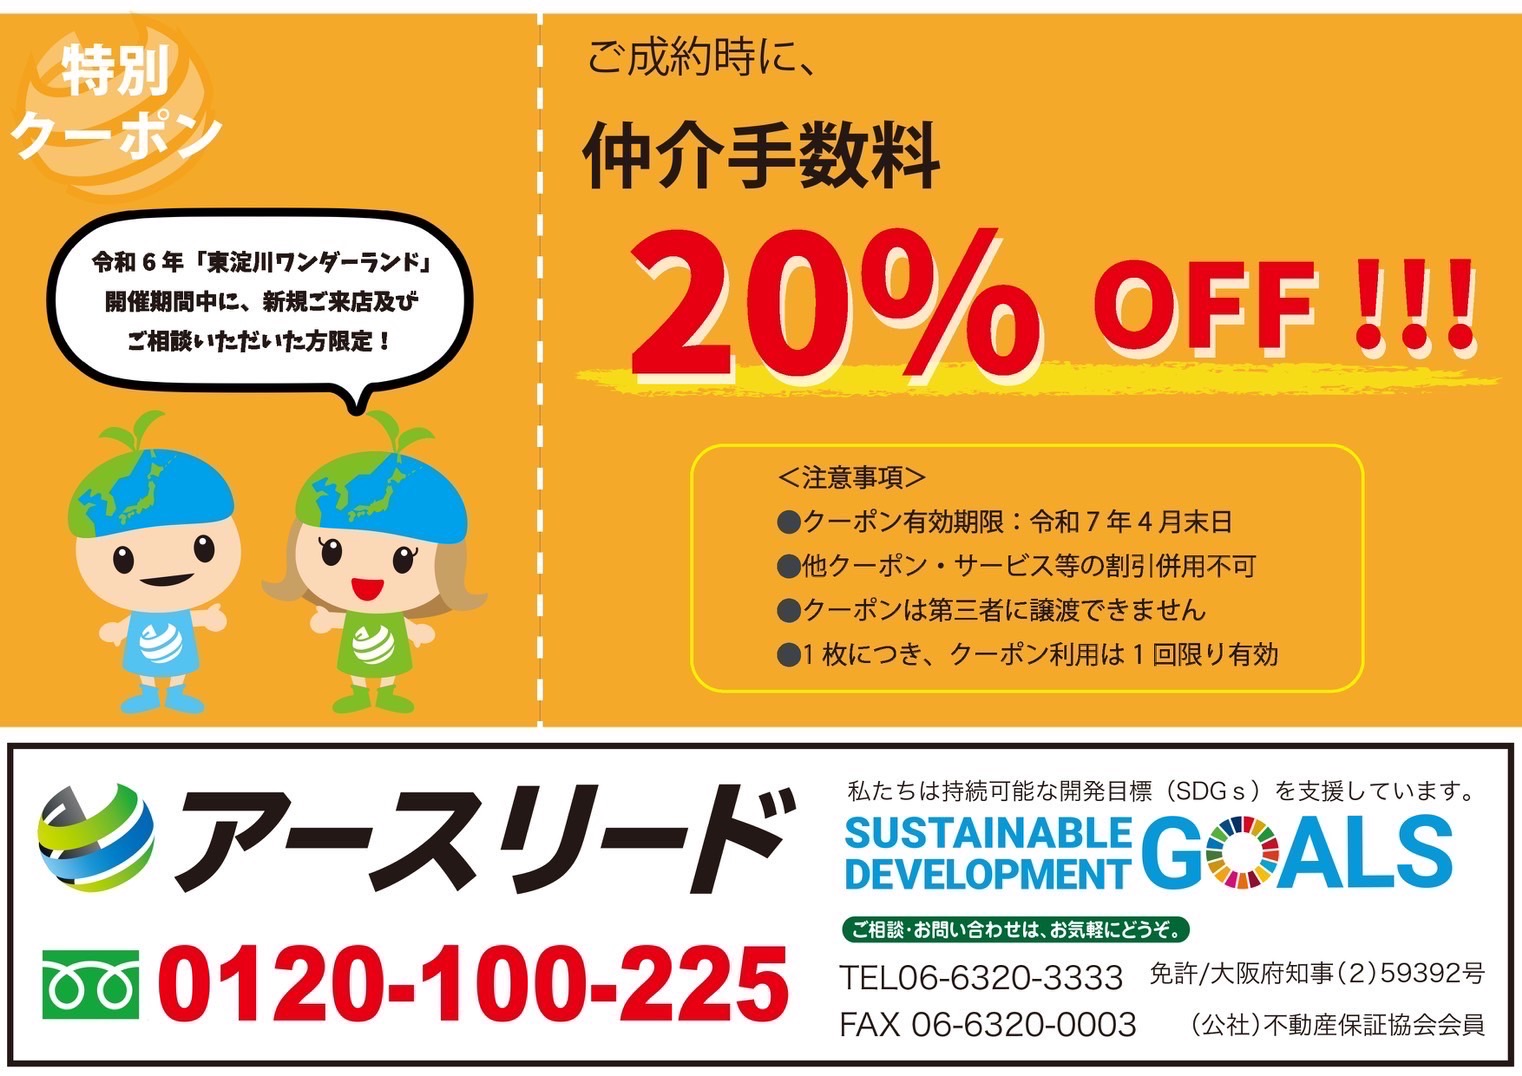 特別
クーポン
令和6年「東淀川ワンダーランド」
開催期間中に、新規ご来店及び
ご相談いただいた方限定！
ご成約時に、
仲介手数料
20% OFF !!!
＜注意事項＞
●クーポン有効期限：令和7年4月末日
●他クーポン・サービス等の割引併用不可
●クーポンは第三者に譲渡できません
●1枚につき、クーポン利用は1回限り有効
アースリード
0120-100-225
私たちは持続可能な開発目標（SDGｓ）を支援しています。
SUSTAINABLE
DEVELOPMENT
GOALS
ご相談・お問い合わせは、お気軽にどうぞ。
TEL06-6320-3333
免許/大阪府知事(2)59392号
FAX 06-6320-0003
(公社)不動産保証協会会員